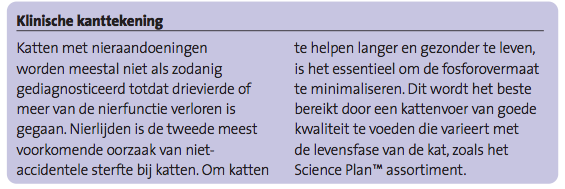 Klinische kanttekening
Katten met nieraandoeningen
worden meestal niet als zodanig
gediagnosticeerd totdat drievierde of
meer van de nierfunctie verloren is
gegaan. Nierlijden is de tweede meest
voorkomende oorzaak van niet-
accidentele sterfte bij katten. Om katten
te helpen langer en gezonder te leven,
is het essentieel om de fosforovermaat
te minimaliseren. Dit wordt het beste
bereikt door een kattenvoer van goede
kwaliteit te voeden die varieert met
de levensfase van de kat, zoals het
Science Plan™ assortiment.